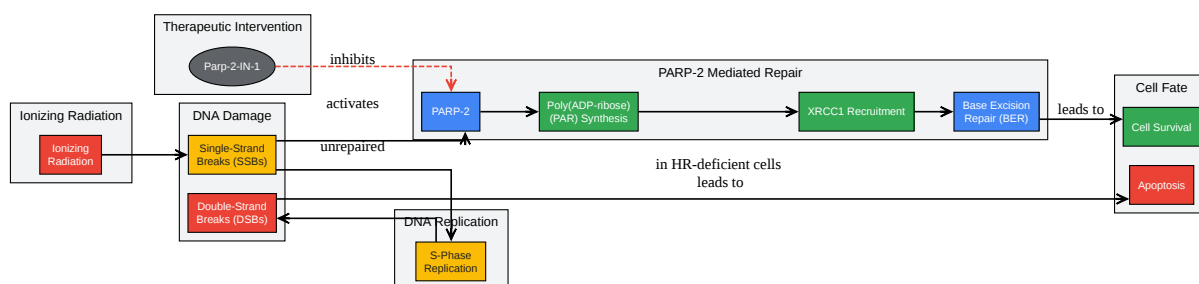 Therapeutic Intervention
Parp-2-IN-1
inhibits
PARP-2 Mediated Repair
Cell Fate
Ionizing Radiation
DNA Damage
activates
PARP-2
Poly(ADP-ribose)
(PAR) Synthesis
XRCC1 Recruitment
Base Excision
Repair (BER)
leads to
Cell Survival
Ionizing
Radiation
Single-Strand
Breaks (SSBs)
unrepaired
in HR-deficient cells
leads to
Apoptosis
Double-Strand
Breaks (DSBs)
DNA Replication
S-Phase
Replication